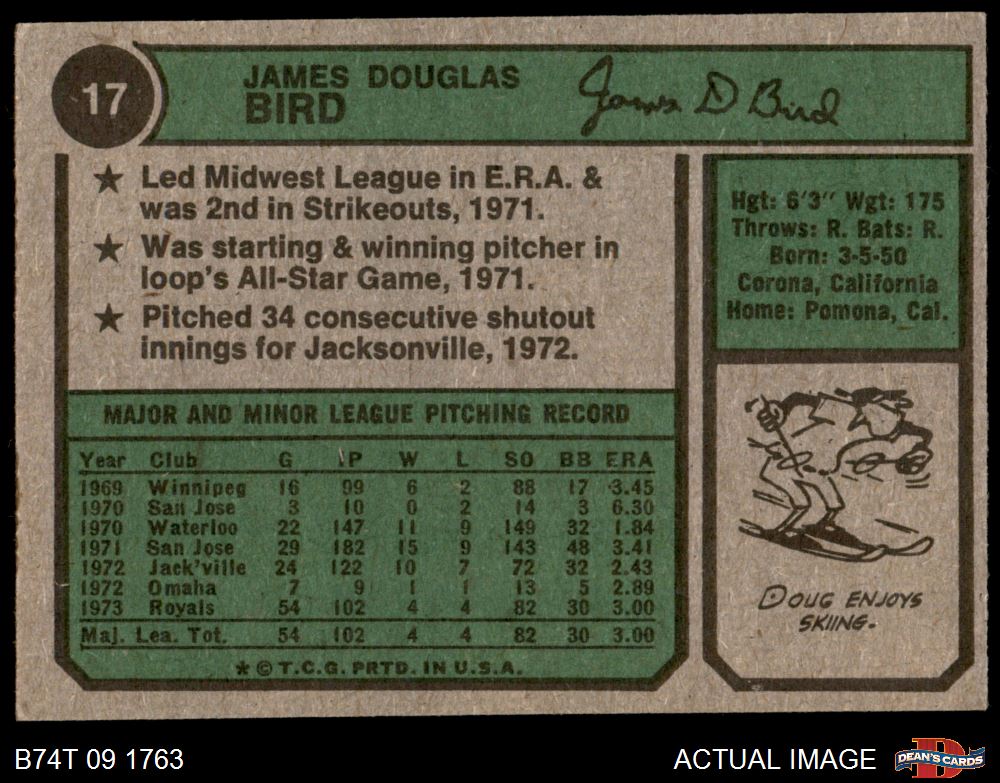 17
JAMES DOUGLAS
BIRD
James D Bird
★ Led Midwest League in E.R.A. &
was 2nd in Strikeouts, 1971.
★ Was starting & winning pitcher in
loop's All-Star Game, 1971.
★ Pitched 34 consecutive shutout
innings for Jacksonville, 1972.
Hgt: 6'3" Wgt: 175
Throws: R. Bats: R.
Born: 3-5-50
Corona, California
Home: Pomona, Cal.
MAJOR AND MINOR LEAGUE PITCHING RECORD
Year Club G IP W L SO BB ERA
1969 Winnipeg 16 99 6 2 88 17 3.45
1970 San Jose 3 10 0 2 14 3 6.30
1970 Waterloo 22 147 11 9 149 32 1.84
1971 San Jose 29 182 15 9 143 48 3.41
1972 Jack'ville 24 122 10 7 72 32 2.43
1972 Omaha 7 9 1 1 13 5 2.89
1973 Royals 54 102 4 4 82 30 3.00
Maj. Lea. Tot. 54 102 4 4 82 30 3.00
★ © T.C.G. PRTD. IN U.S.A.
DOUG ENJOYS
SKIING.
B74T 09 1763
ACTUAL IMAGE
D
DEAN'S CARDS